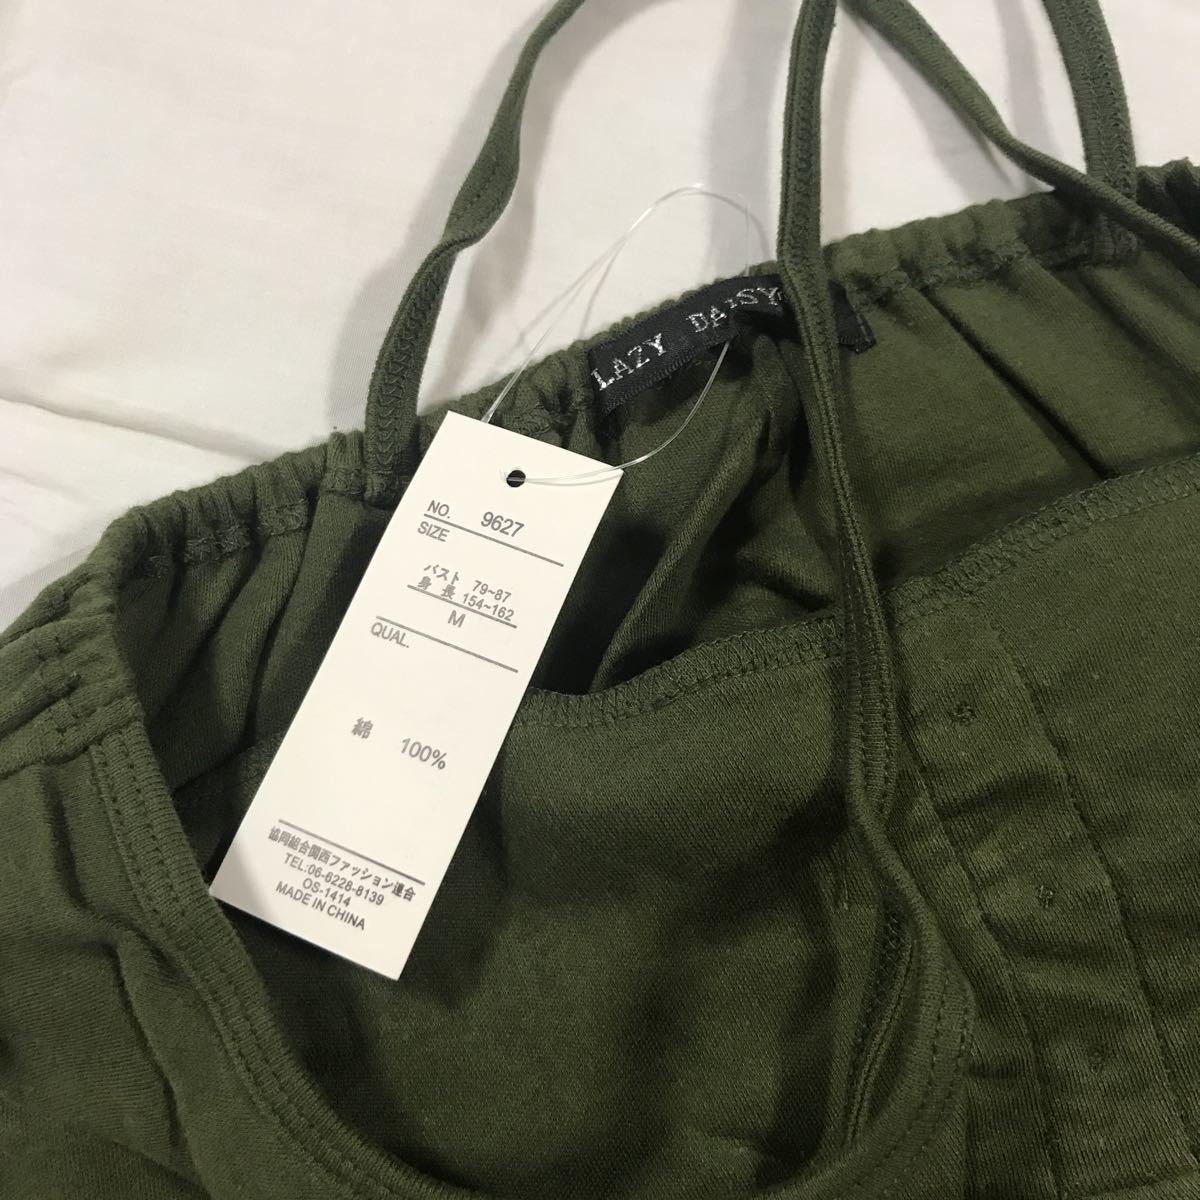 LAZY DAISY
NO. 9627
SIZE
バスト 79~87
身長 154~162
M
QUAL.
綿 100%
協同組合関西ファッション連合
TEL:06-6228-8139
OS-1414
MADE IN CHINA